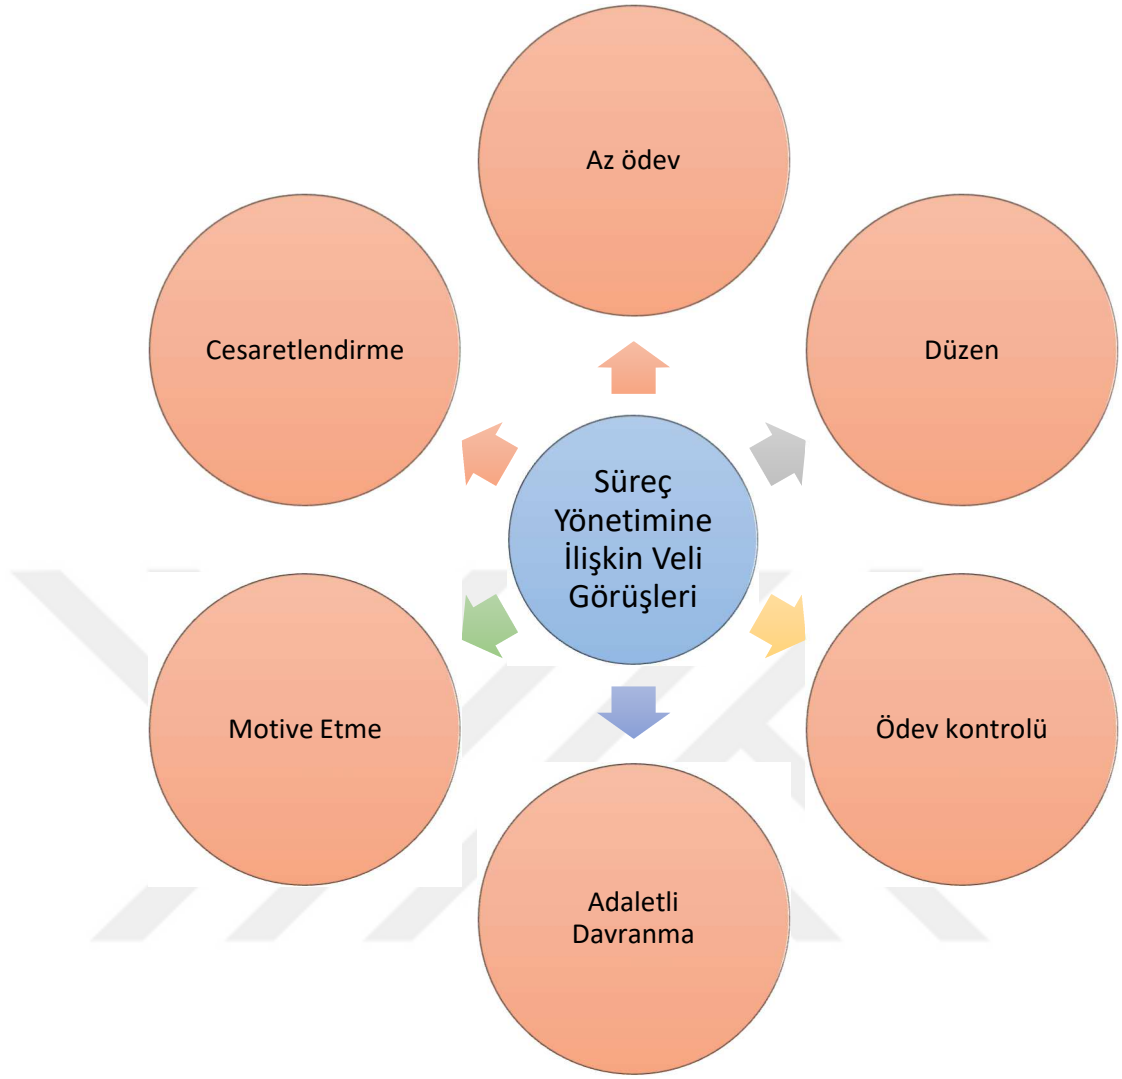 Az ödev
Cesaretlendirme
Düzen
Süreç
Yönetimine
İlişkin Veli
Görüşleri
Motive Etme
Ödev kontrolü
Adaletli
Davranma